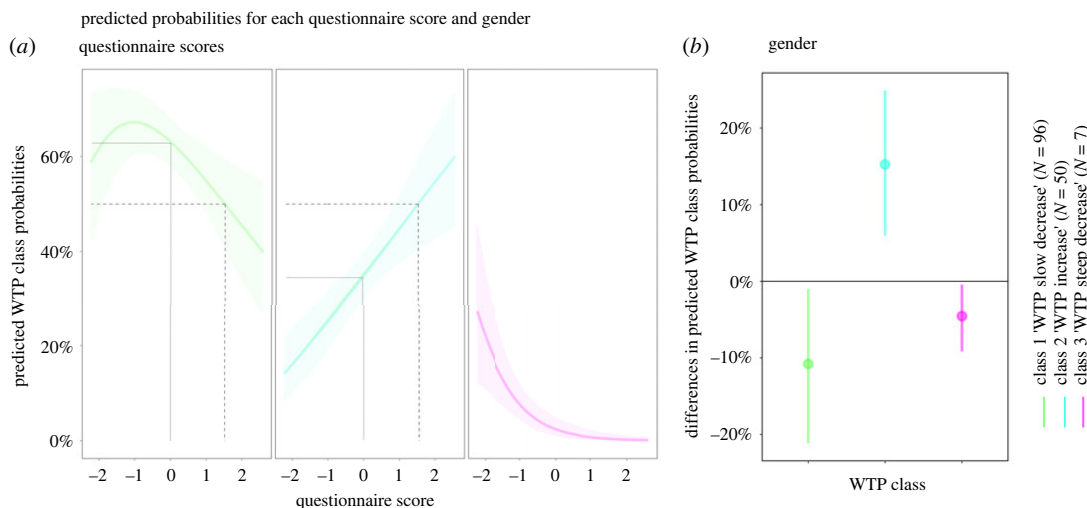 predicted probabilities for each questionnaire score and gender
(a) questionnaire scores
predicted WTP class probabilities
60%
40%
20%
0%
–2 –1 0 1 2 –2 –1 0 1 2 –2 –1 0 1 2
questionnaire score
(b) gender
differences in predicted WTP class probabilities
20%
10%
0%
–10%
–20%
WTP class
class 1 'WTP slow decrease' (N = 96)
class 2 'WTP increase' (N = 50)
class 3 'WTP steep decrease' (N = 7)